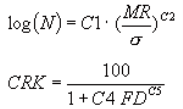 log(N) = C1· (MR/σ)^C2
CRK = 100/(1 + C4 FD^C5)